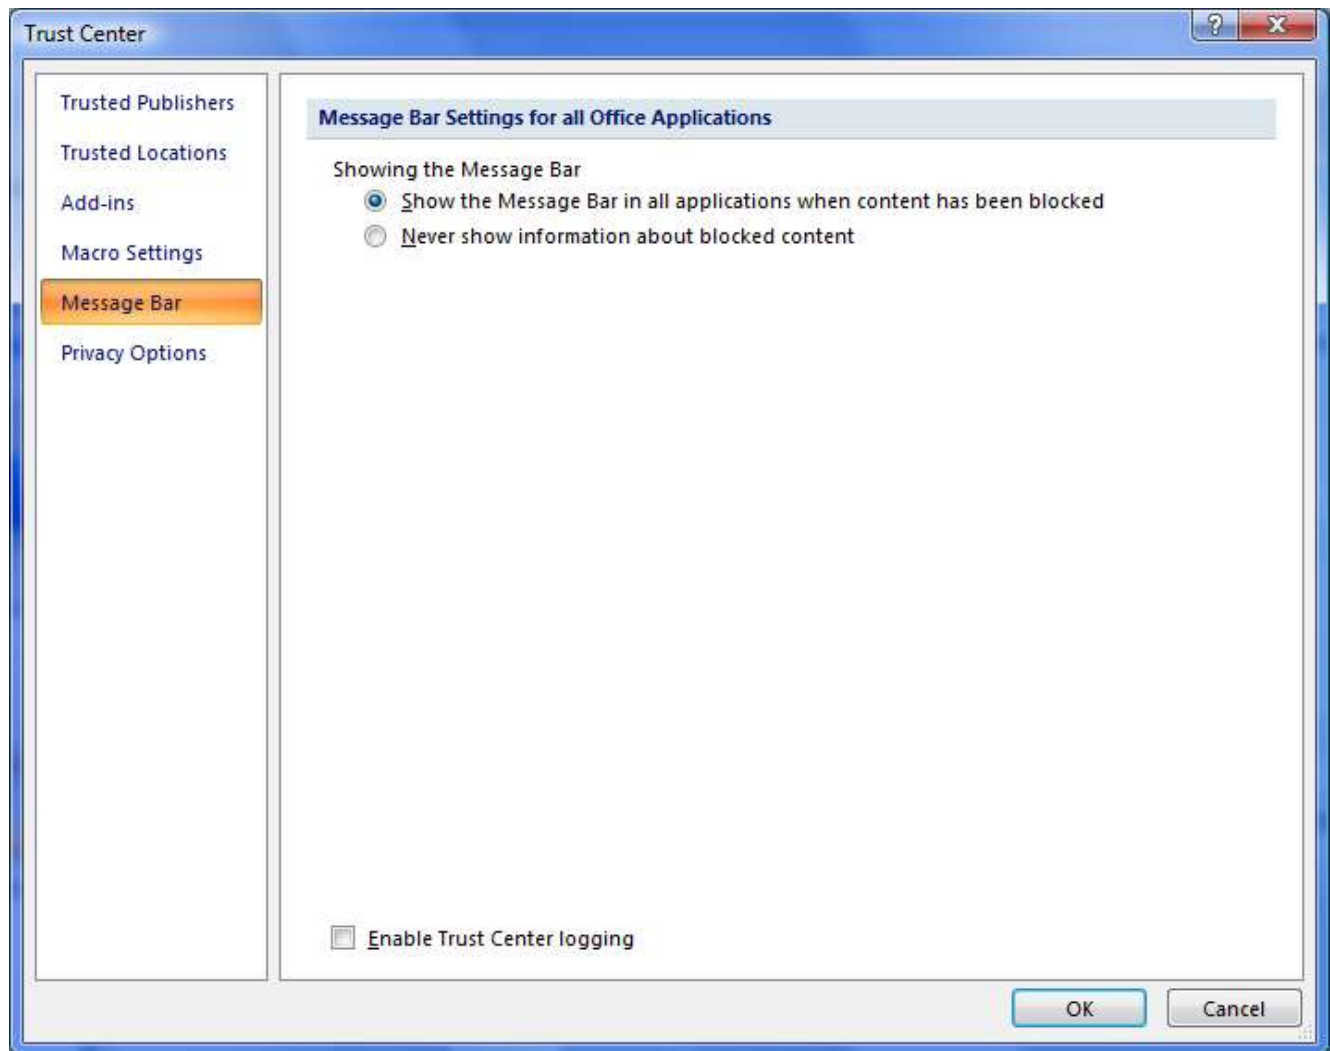 Trust Center
?
Trusted Publishers
Trusted Locations
Add-ins
Macro Settings
Message Bar
Privacy Options
Message Bar Settings for all Office Applications
Showing the Message Bar
Show the Message Bar in all applications when content has been blocked
Never show information about blocked content
Enable Trust Center logging
OK
Cancel